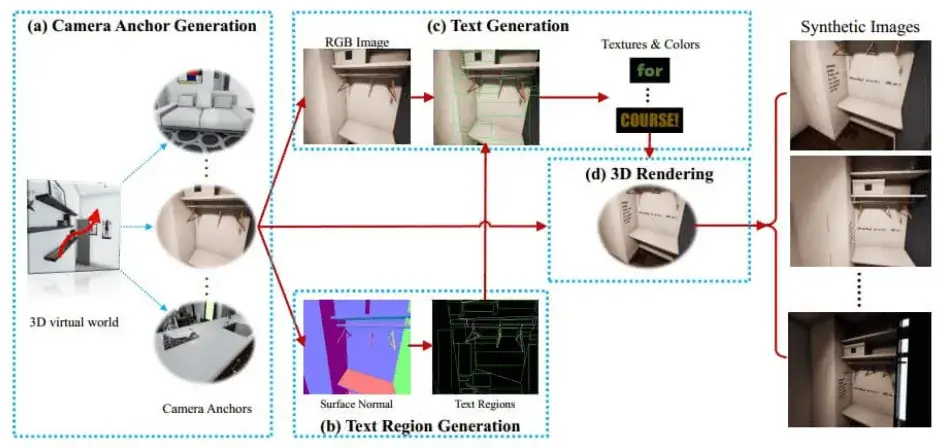 (a) Camera Anchor Generation
3D virtual world
Camera Anchors
(c) Text Generation
RGB Image
Textures & Colors
for
COURSE!
(d) 3D Rendering
Surface Normal
Text Regions
(b) Text Region Generation
Synthetic Images